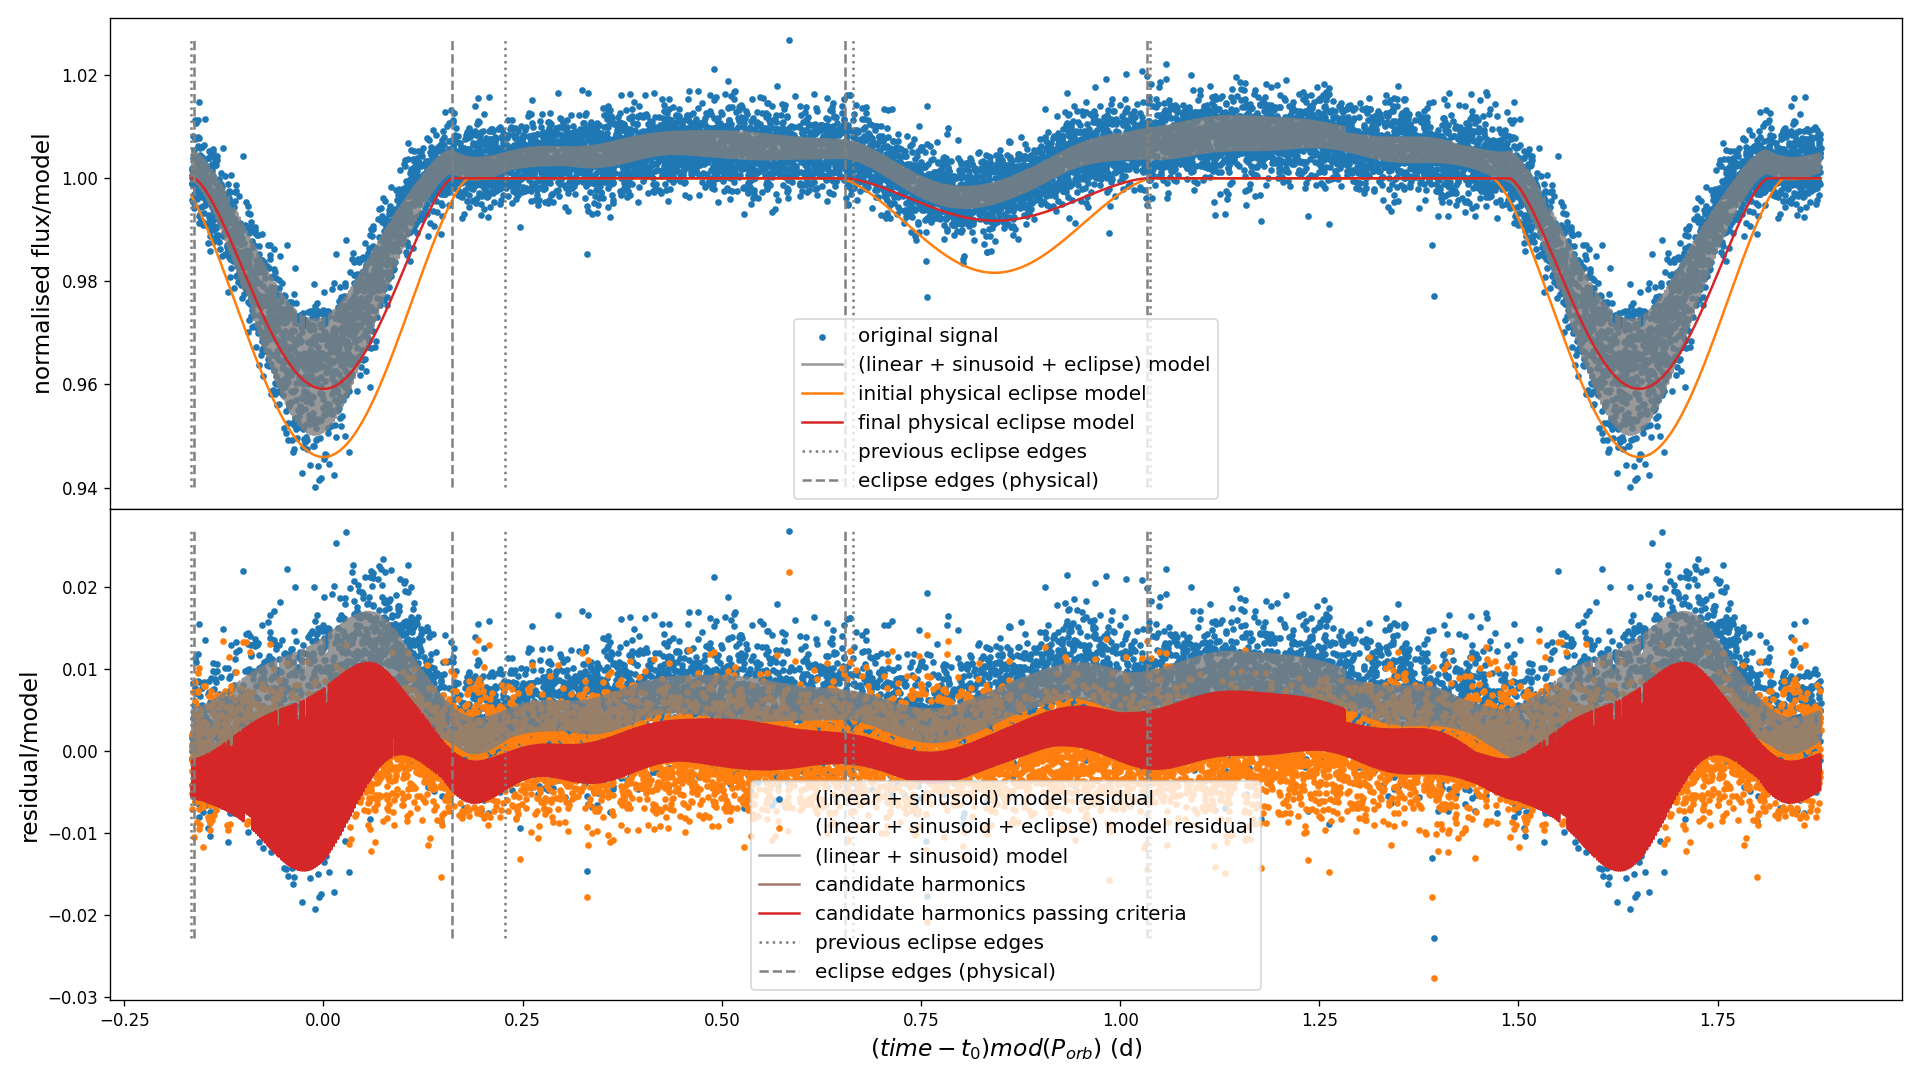 normalised flux/model
1.02
1.00
0.98
0.96
0.94
original signal
(linear + sinusoid + eclipse) model
initial physical eclipse model
final physical eclipse model
previous eclipse edges
eclipse edges (physical)
residual/model
0.02
0.01
0.00
−0.01
−0.02
−0.03
(linear + sinusoid) model residual
(linear + sinusoid + eclipse) model residual
(linear + sinusoid) model
candidate harmonics
candidate harmonics passing criteria
previous eclipse edges
eclipse edges (physical)
−0.25 0.00 0.25 0.50 0.75 1.00 1.25 1.50 1.75
(time − t₀)mod(P_orb) (d)